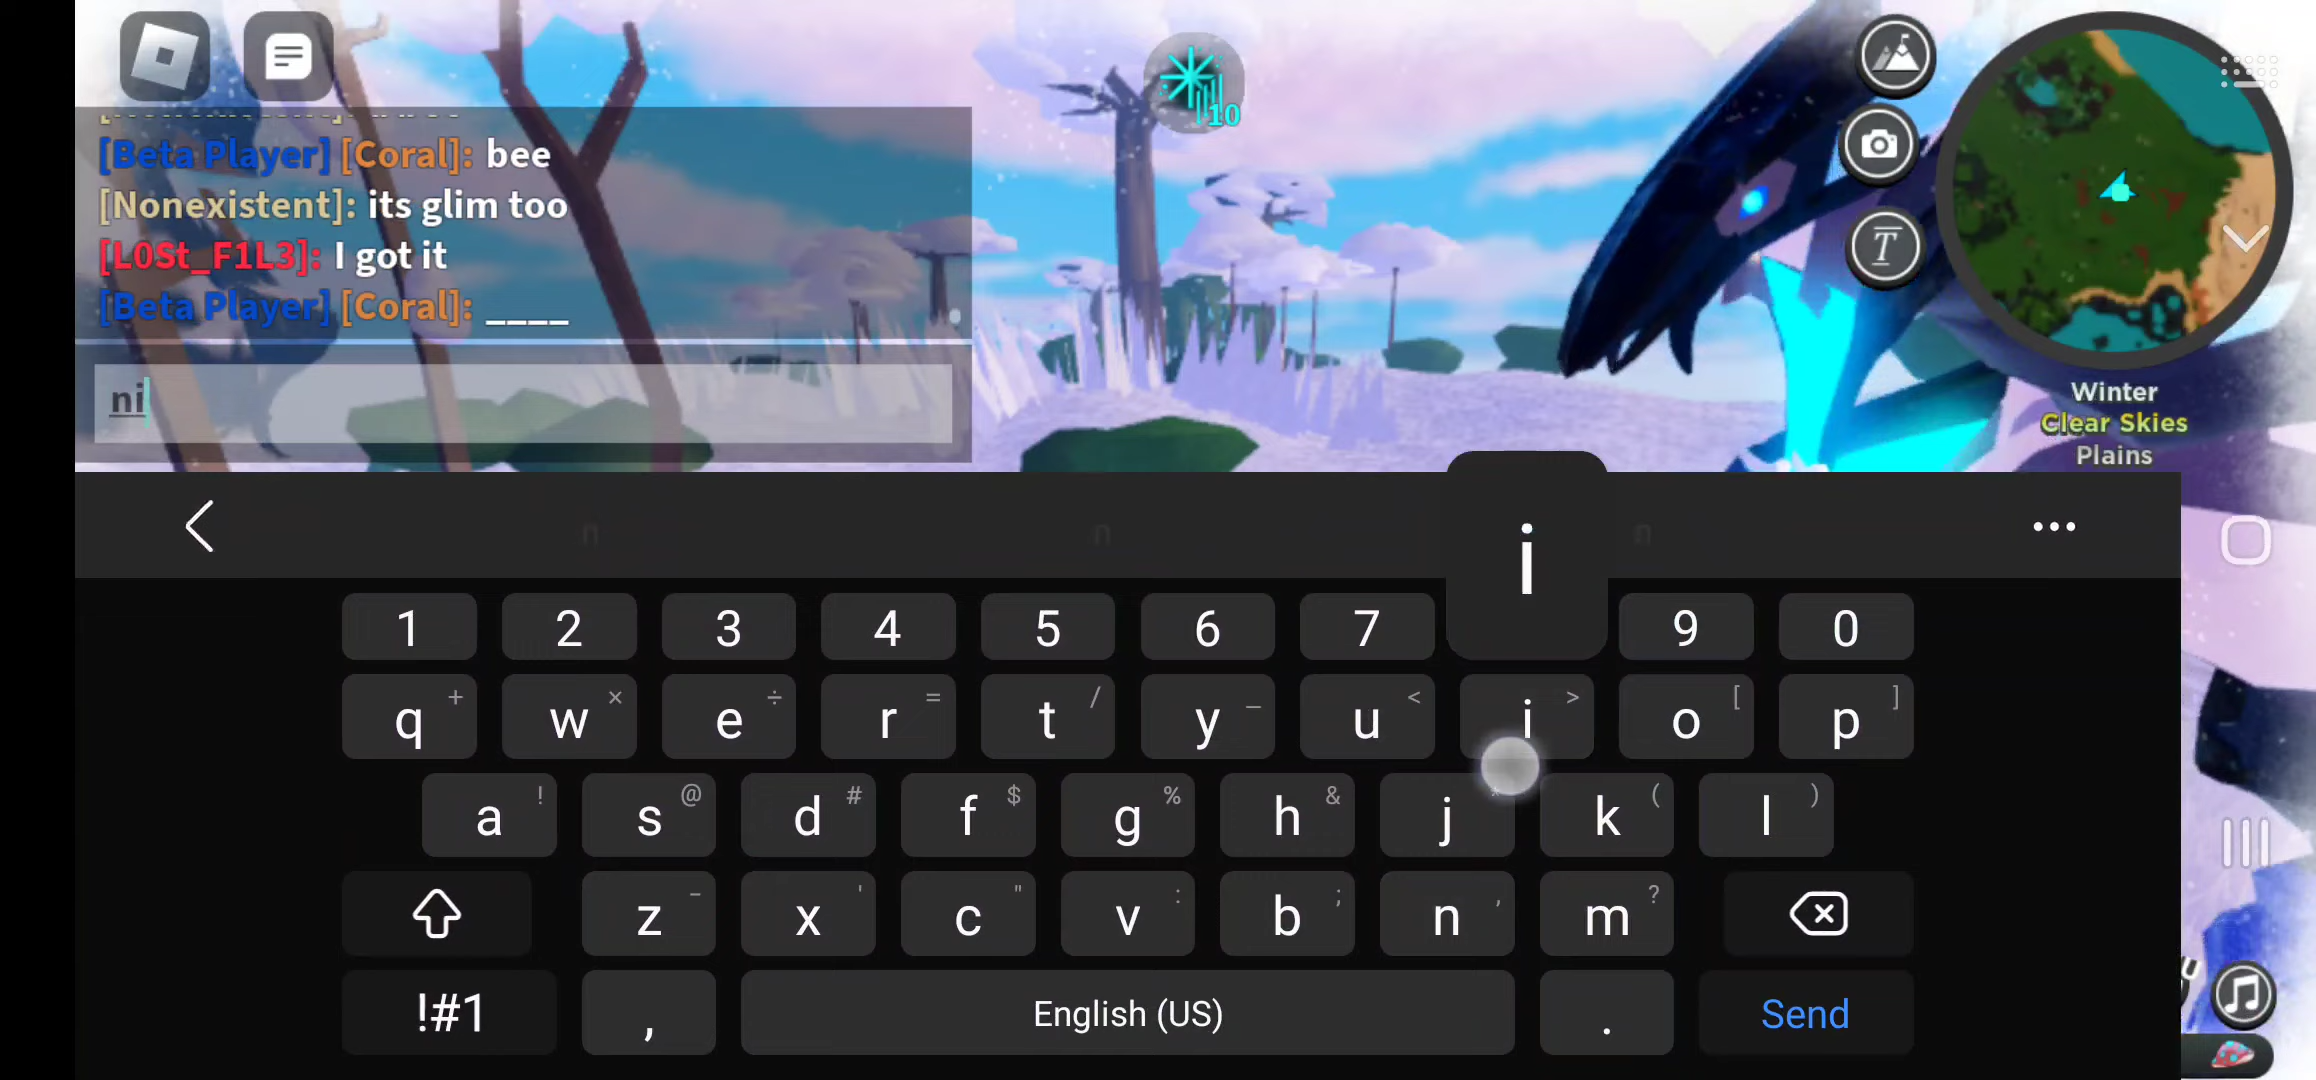 [Beta Player] [Coral]: bee
[Nonexistent]: its glim too
[L0St_F1L3]: I got it
[Beta Player] [Coral]: ____
ni
10
Winter
Clear Skies
Plains
n n n
i
1 2 3 4 5 6 7 9 0
q + w × e ÷ r = t / y _ u < i > o [ p ]
a ! s @ d # f $ g % h & j * k ( l )
z - x ' c " v : b ; n , m ?
!#1 , English (US) . Send